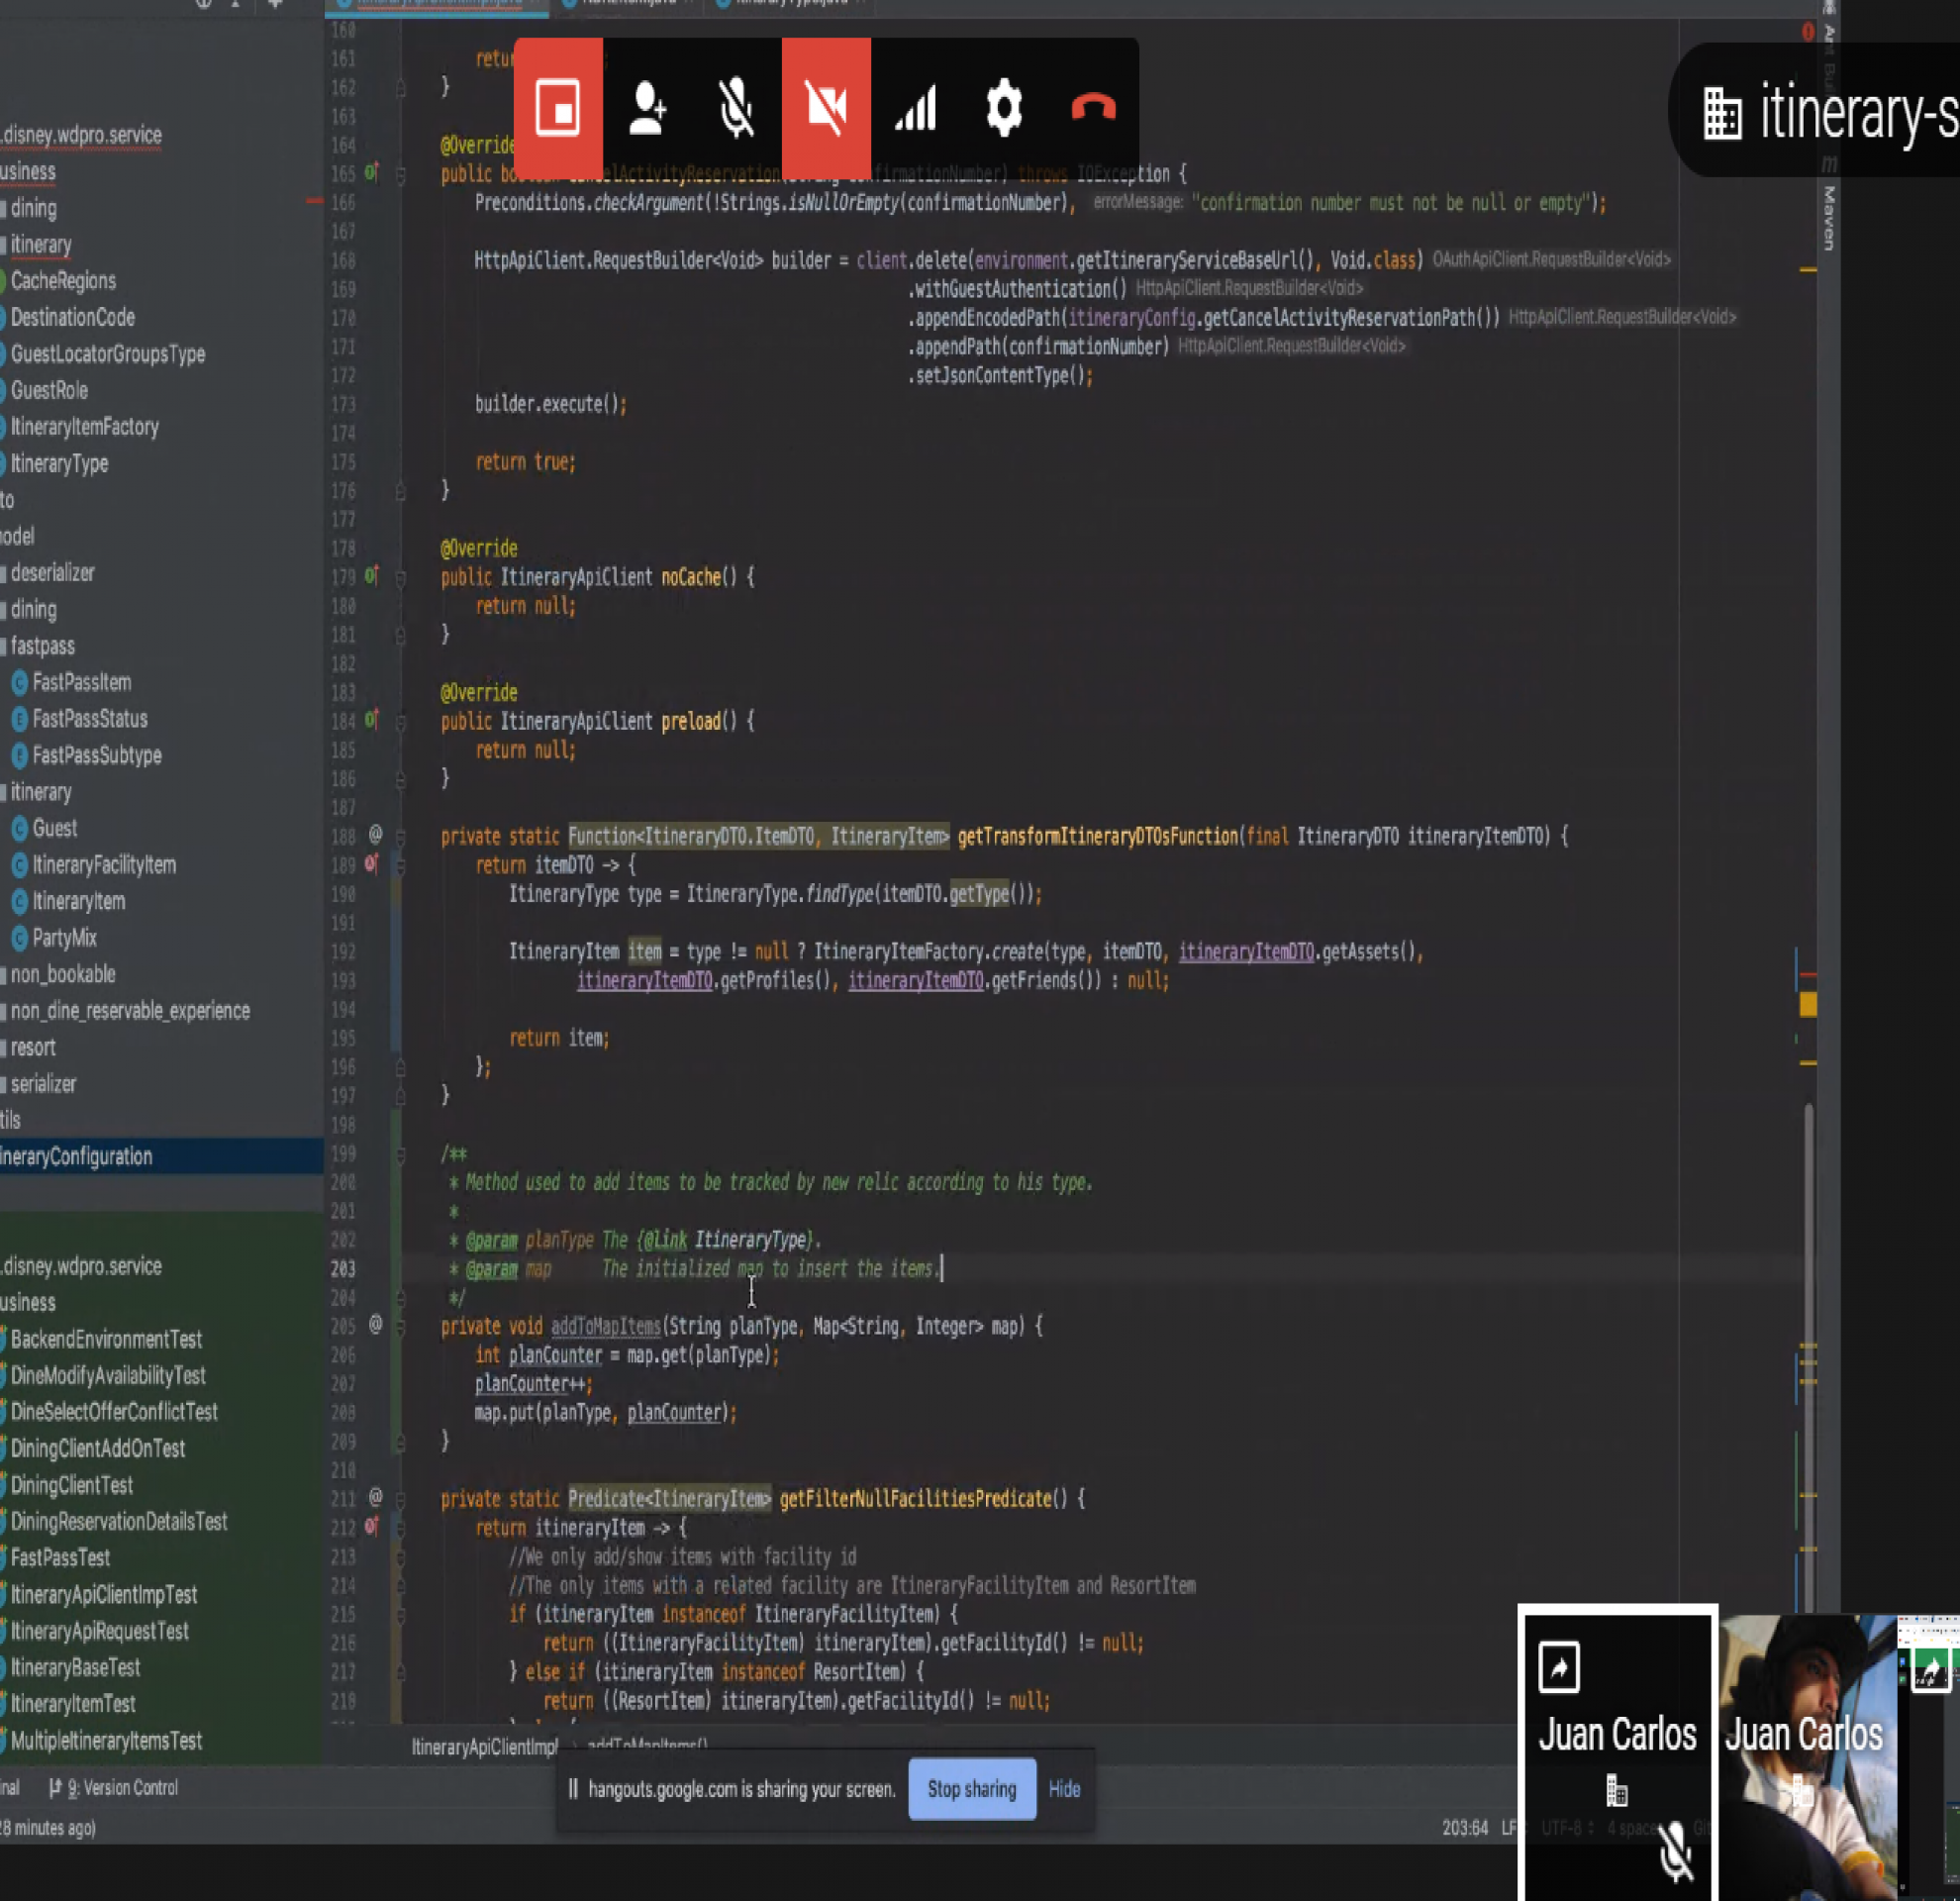 160
161 retur ;
162 }
163
164 @Override
165 public bo CancelActivityReservation(String confirmationNumber) throws IOException {
166 Preconditions.checkArgument(!Strings.isNullOrEmpty(confirmationNumber), errorMessage: "confirmation number must not be null or empty");
167
168 HttpApiClient.RequestBuilder<Void> builder = client.delete(environment.getItineraryServiceBaseUrl(), Void.class) OAuthApiClient.RequestBuilder<Void>
169 .withGuestAuthentication() HttpApiClient.RequestBuilder<Void>
170 .appendEncodedPath(itineraryConfig.getCancelActivityReservationPath()) HttpApiClient.RequestBuilder<Void>
171 .appendPath(confirmationNumber) HttpApiClient.RequestBuilder<Void>
172 .setJsonContentType();
173 builder.execute();
174
175 return true;
176 }
177
178 @Override
179 public ItineraryApiClient noCache() {
180 return null;
181 }
182
183 @Override
184 public ItineraryApiClient preload() {
185 return null;
186 }
187
188 @ private static Function<ItineraryDTO.ItemDTO, ItineraryItem> getTransformItineraryDTOsFunction(final ItineraryDTO itineraryItemDTO) {
189 return itemDTO -> {
190 ItineraryType type = ItineraryType.findType(itemDTO.getType());
191
192 ItineraryItem item = type != null ? ItineraryItemFactory.create(type, itemDTO, itineraryItemDTO.getAssets(),
193 itineraryItemDTO.getProfiles(), itineraryItemDTO.getFriends()) : null;
194
195 return item;
196 };
197 }
198
199 /**
200 * Method used to add items to be tracked by new relic according to his type.
201 *
202 * @param planType The {@link ItineraryType}.
203 * @param map The initialized map to insert the items.
204 */
205 @ private void addToMapItems(String planType, Map<String, Integer> map) {
206 int planCounter = map.get(planType);
207 planCounter++;
208 map.put(planType, planCounter);
209 }
210
211 @ private static Predicate<ItineraryItem> getFilterNullFacilitiesPredicate() {
212 return itineraryItem -> {
213 //We only add/show items with facility id
214 //The only items with a related facility are ItineraryFacilityItem and ResortItem
215 if (itineraryItem instanceof ItineraryFacilityItem) {
216 return ((ItineraryFacilityItem) itineraryItem).getFacilityId() != null;
217 } else if (itineraryItem instanceof ResortItem) {
218 return ((ResortItem) itineraryItem).getFacilityId() != null;
.disney.wdpro.service
usiness
dining
itinerary
CacheRegions
DestinationCode
GuestLocatorGroupsType
GuestRole
ItineraryItemFactory
ItineraryType
to
odel
deserializer
dining
fastpass
FastPassItem
FastPassStatus
FastPassSubtype
itinerary
Guest
ItineraryFacilityItem
ItineraryItem
PartyMix
non_bookable
non_dine_reservable_experience
resort
serializer
tils
ineraryConfiguration
.disney.wdpro.service
usiness
BackendEnvironmentTest
DineModifyAvailabilityTest
DineSelectOfferConflictTest
DiningClientAddOnTest
DiningClientTest
DiningReservationDetailsTest
FastPassTest
ItineraryApiClientImpTest
ItineraryApiRequestTest
ItineraryBaseTest
ItineraryItemTest
MultipleItineraryItemsTest
itinerary-s
Maven
ItineraryApiClientImpl addToMapItems()
nal 9: Version Control
hangouts.google.com is sharing your screen. Stop sharing Hide
8 minutes ago)
203:64 LF UTF-8 4 spac
Juan Carlos
Juan Carlos